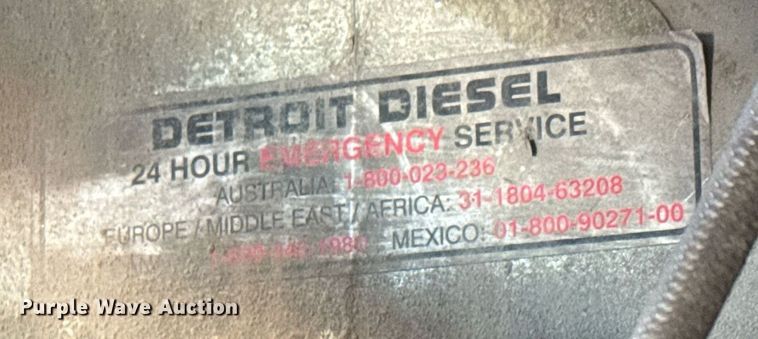 DETROIT DIESEL
24 HOUR EMERGENCY SERVICE
AUSTRALIA: 1-800-023-236
EUROPE / MIDDLE EAST / AFRICA: 31-1804-63208
MEXICO: 01-800-90271-00
Purple Wave Auction